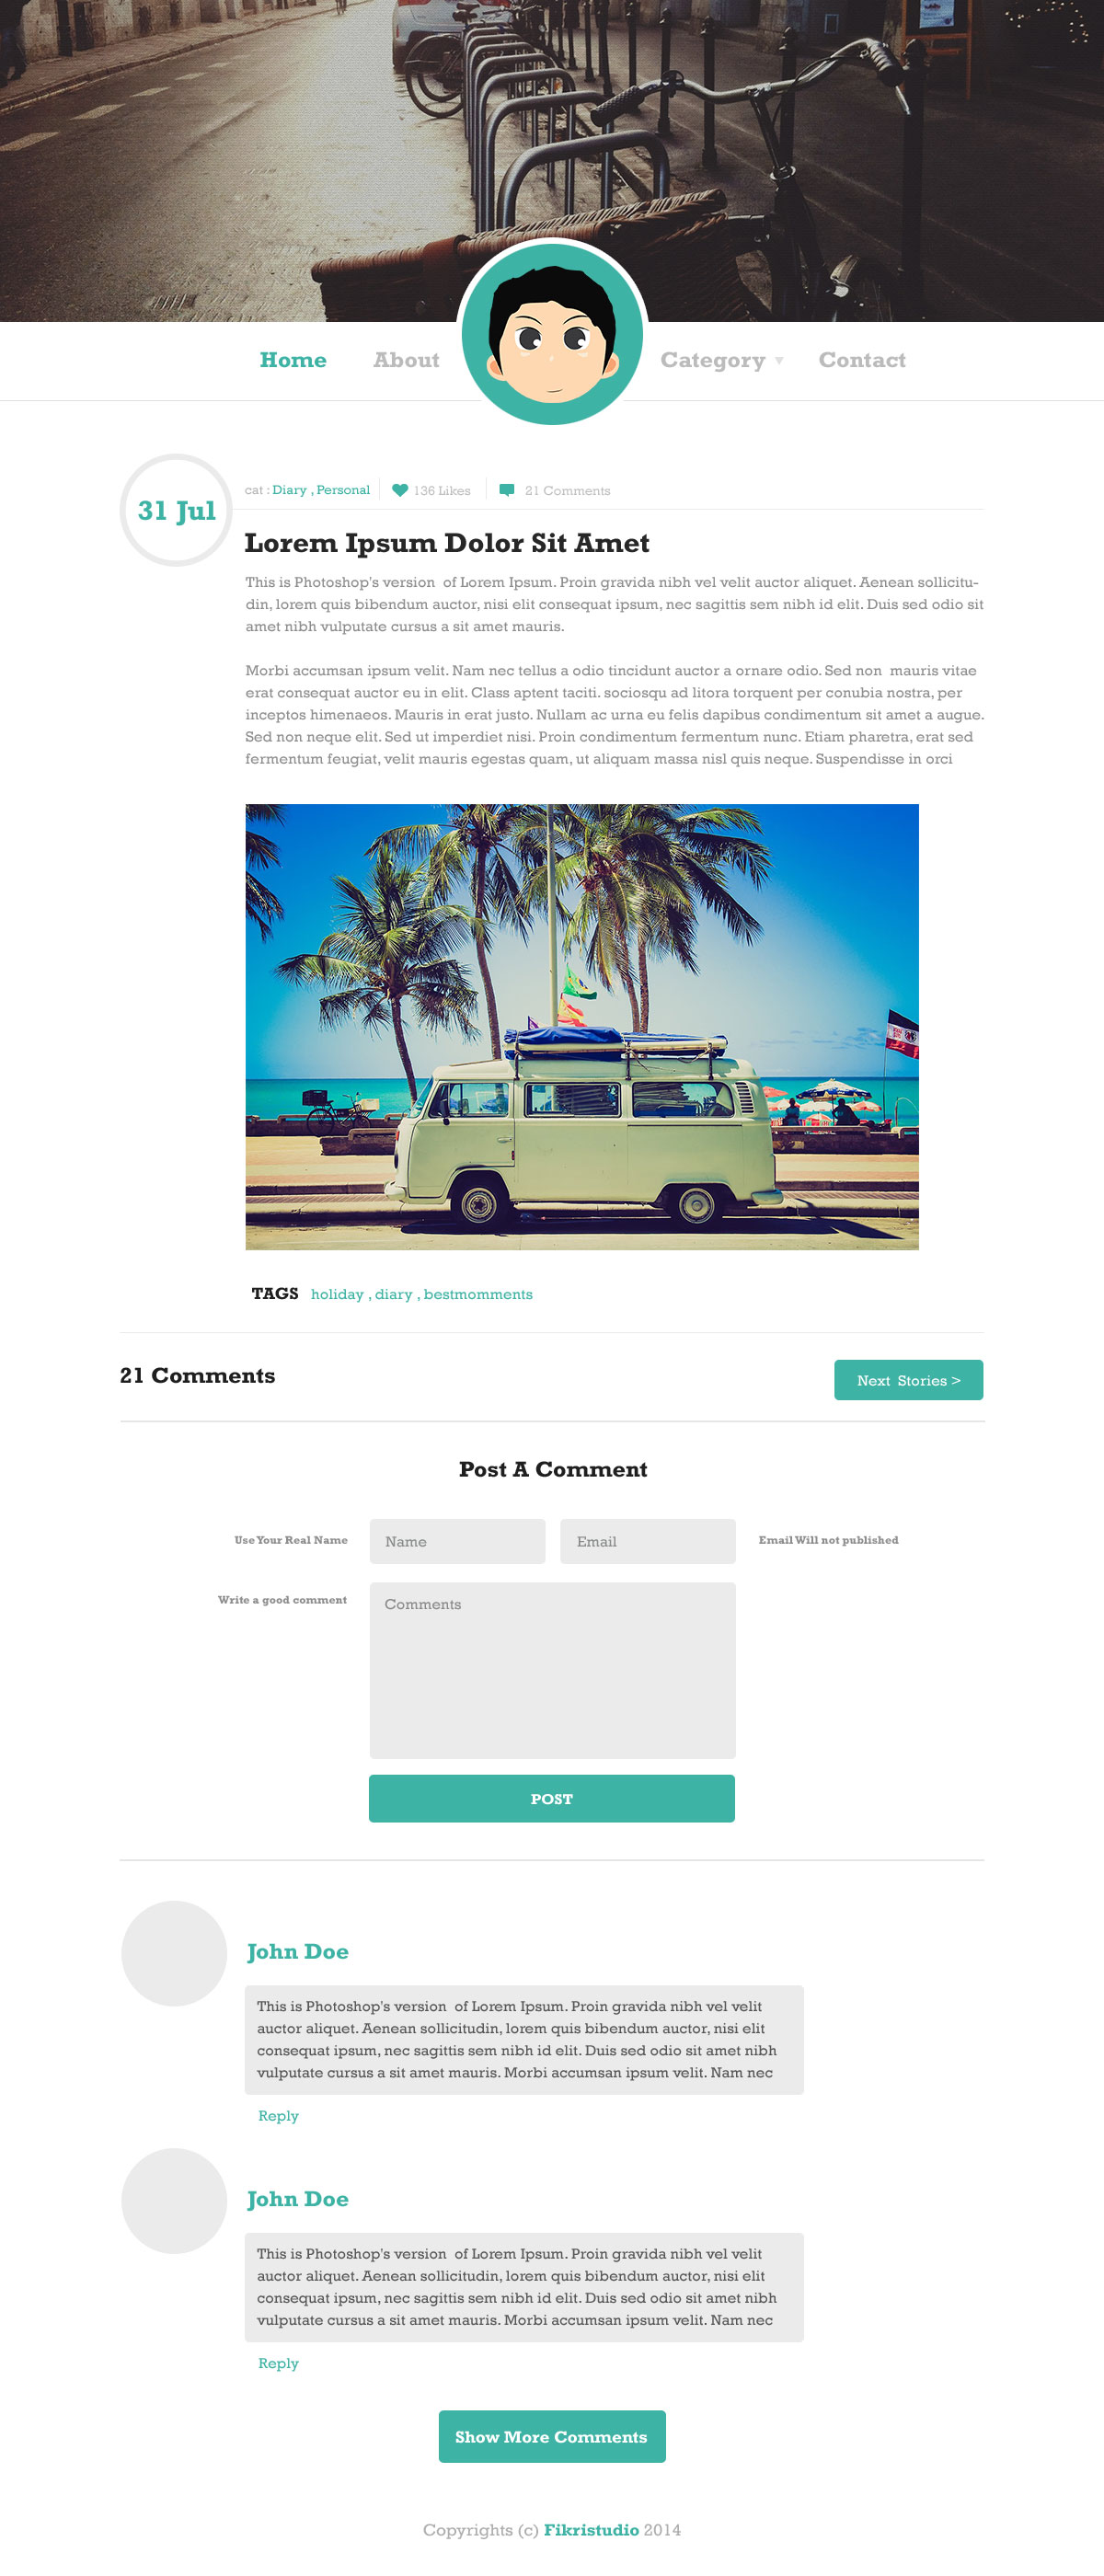 Home About Category Contact
31 Jul
cat : Diary , Personal 136 Likes 21 Comments
Lorem Ipsum Dolor Sit Amet
This is Photoshop's version of Lorem Ipsum. Proin gravida nibh vel velit auctor aliquet. Aenean sollicitu-
din, lorem quis bibendum auctor, nisi elit consequat ipsum, nec sagittis sem nibh id elit. Duis sed odio sit
amet nibh vulputate cursus a sit amet mauris.
Morbi accumsan ipsum velit. Nam nec tellus a odio tincidunt auctor a ornare odio. Sed non mauris vitae
erat consequat auctor eu in elit. Class aptent taciti. sociosqu ad litora torquent per conubia nostra, per
inceptos himenaeos. Mauris in erat justo. Nullam ac urna eu felis dapibus condimentum sit amet a augue.
Sed non neque elit. Sed ut imperdiet nisi. Proin condimentum fermentum nunc. Etiam pharetra, erat sed
fermentum feugiat, velit mauris egestas quam, ut aliquam massa nisl quis neque. Suspendisse in orci
TAGS holiday , diary , bestmomments
21 Comments
Next Stories >
Post A Comment
Use Your Real Name Name Email Email Will not published
Write a good comment Comments
POST
John Doe
This is Photoshop's version of Lorem Ipsum. Proin gravida nibh vel velit
auctor aliquet. Aenean sollicitudin, lorem quis bibendum auctor, nisi elit
consequat ipsum, nec sagittis sem nibh id elit. Duis sed odio sit amet nibh
vulputate cursus a sit amet mauris. Morbi accumsan ipsum velit. Nam nec
Reply
John Doe
This is Photoshop's version of Lorem Ipsum. Proin gravida nibh vel velit
auctor aliquet. Aenean sollicitudin, lorem quis bibendum auctor, nisi elit
consequat ipsum, nec sagittis sem nibh id elit. Duis sed odio sit amet nibh
vulputate cursus a sit amet mauris. Morbi accumsan ipsum velit. Nam nec
Reply
Show More Comments
Copyrights (c) Fikristudio 2014